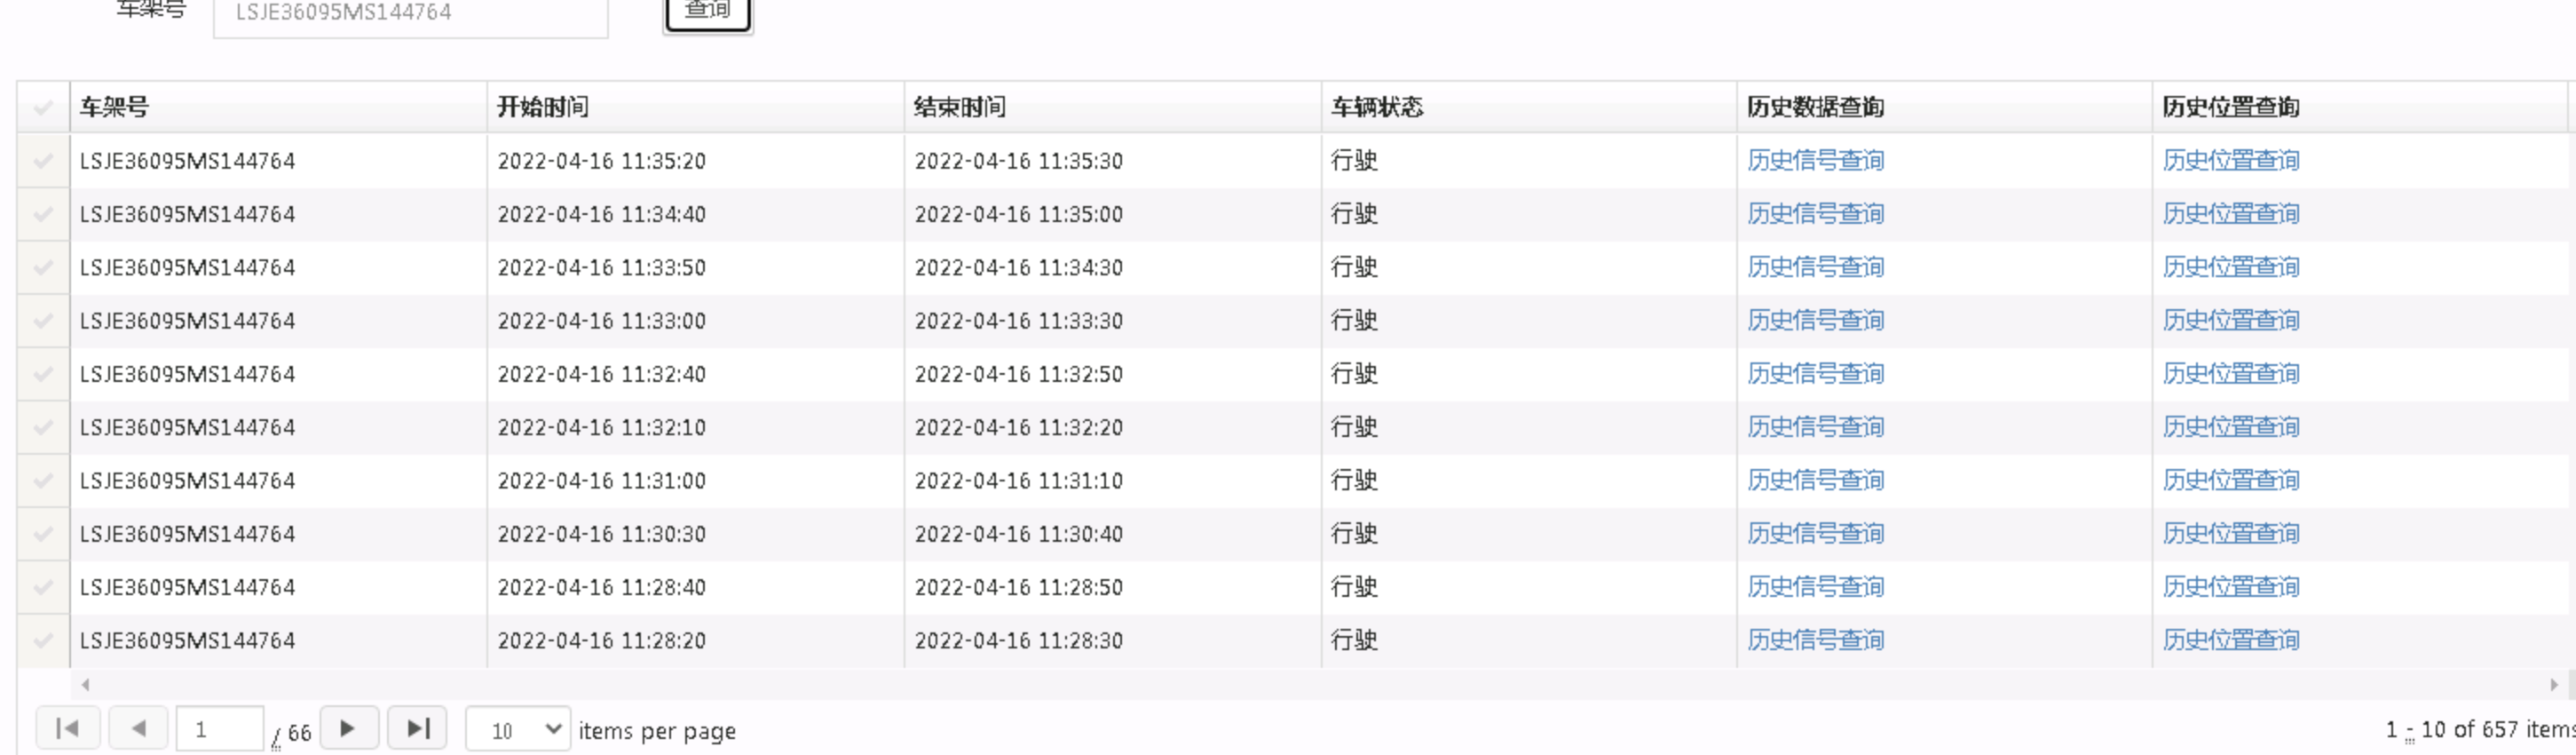 车架号 LSJE36095MS144764 查询
车架号 开始时间 结束时间 车辆状态 历史数据查询 历史位置查询
LSJE36095MS144764 2022-04-16 11:35:20 2022-04-16 11:35:30 行驶 历史信号查询 历史位置查询
LSJE36095MS144764 2022-04-16 11:34:40 2022-04-16 11:35:00 行驶 历史信号查询 历史位置查询
LSJE36095MS144764 2022-04-16 11:33:50 2022-04-16 11:34:30 行驶 历史信号查询 历史位置查询
LSJE36095MS144764 2022-04-16 11:33:00 2022-04-16 11:33:30 行驶 历史信号查询 历史位置查询
LSJE36095MS144764 2022-04-16 11:32:40 2022-04-16 11:32:50 行驶 历史信号查询 历史位置查询
LSJE36095MS144764 2022-04-16 11:32:10 2022-04-16 11:32:20 行驶 历史信号查询 历史位置查询
LSJE36095MS144764 2022-04-16 11:31:00 2022-04-16 11:31:10 行驶 历史信号查询 历史位置查询
LSJE36095MS144764 2022-04-16 11:30:30 2022-04-16 11:30:40 行驶 历史信号查询 历史位置查询
LSJE36095MS144764 2022-04-16 11:28:40 2022-04-16 11:28:50 行驶 历史信号查询 历史位置查询
LSJE36095MS144764 2022-04-16 11:28:20 2022-04-16 11:28:30 行驶 历史信号查询 历史位置查询
1 / 66 10 items per page 1 - 10 of 657 items